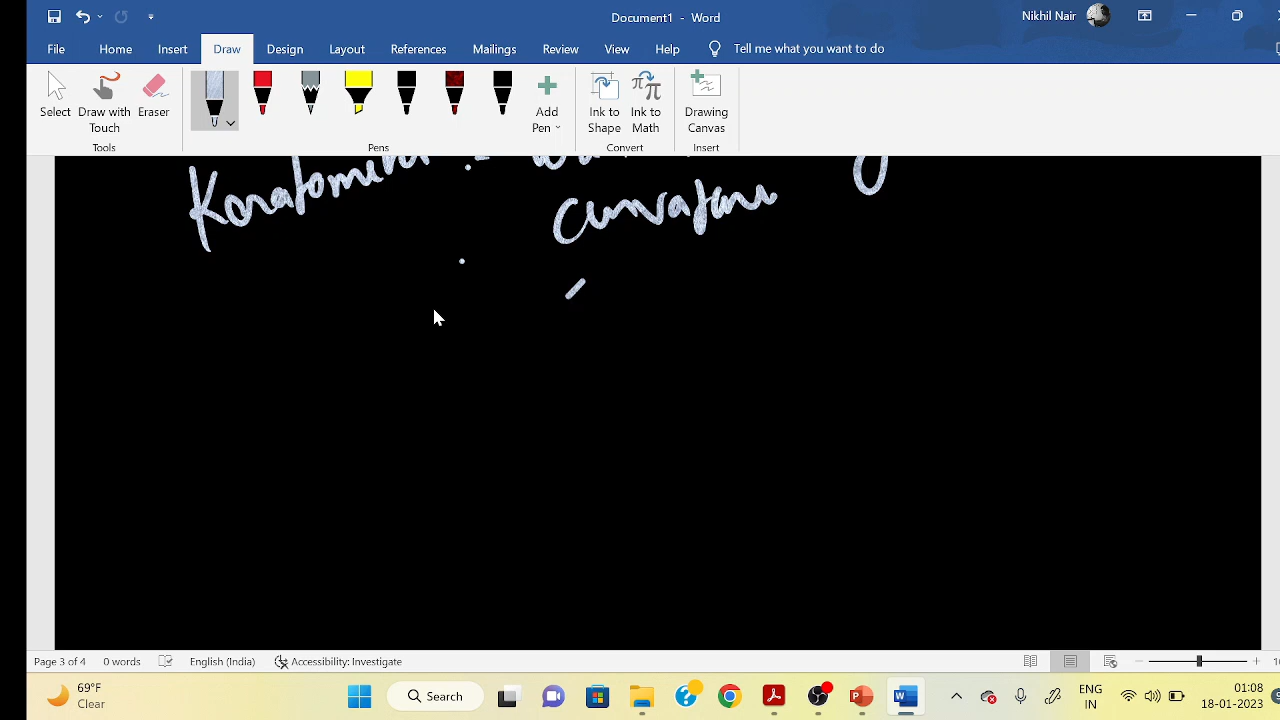 Document1 - Word
Nikhil Nair
File Home Insert Draw Design Layout References Mailings Review View Help Tell me what you want to do
Select Draw with Touch Eraser Add Pen Ink to Shape Ink to Math Drawing Canvas
Tools Pens Convert Insert
curvature
Page 3 of 4 0 words English (India) Accessibility: Investigate
69°F
Clear
Search
ENG
IN
01:08
18-01-2023